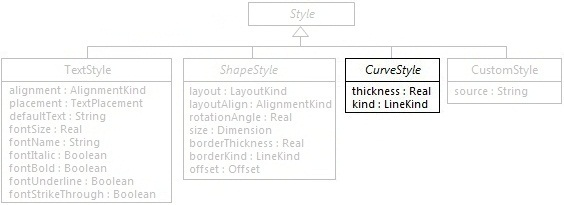 Style
TextStyle
alignment : AlignmentKind
placement : TextPlacement
defaultText : String
fontSize : Real
fontName : String
fontItalic : Boolean
fontBold : Boolean
fontUnderline : Boolean
fontStrikeThrough : Boolean
ShapeStyle
layout : LayoutKind
layoutAlign : AlignmentKind
rotationAngle : Real
size : Dimension
borderThickness : Real
borderKind : LineKind
offset : Offset
CurveStyle
thickness : Real
kind : LineKind
CustomStyle
source : String